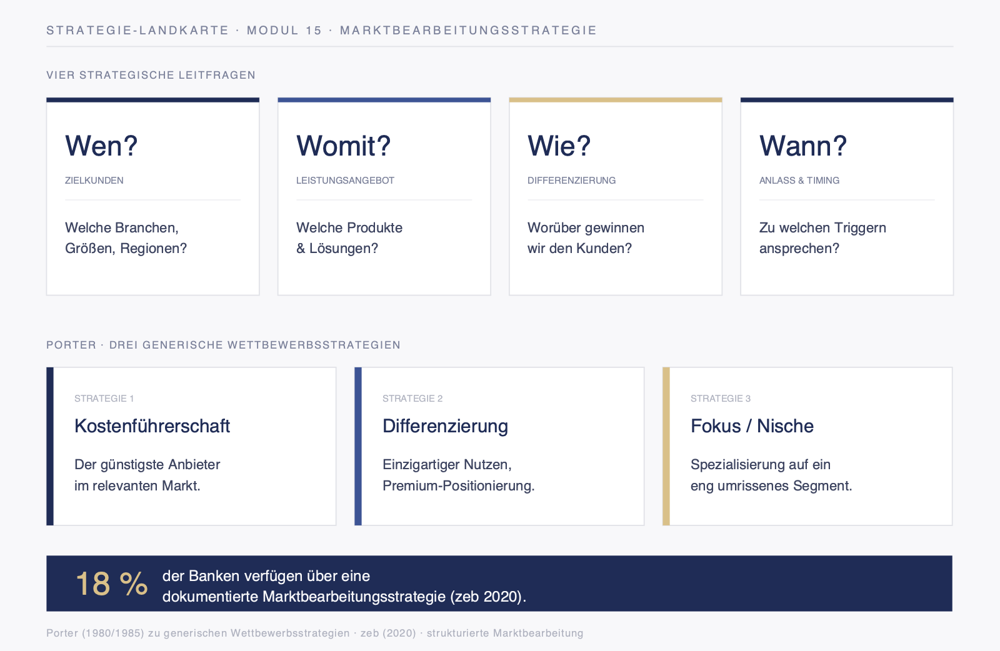 STRATEGIE-LANDKARTE · MODUL 15 · MARKTBEARBEITUNGSSTRATEGIE
VIER STRATEGISCHE LEITFRAGEN
Wen?
ZIELKUNDEN
Welche Branchen,
Größen, Regionen?
Womit?
LEISTUNGSANGEBOT
Welche Produkte
& Lösungen?
Wie?
DIFFERENZIERUNG
Worüber gewinnen
wir den Kunden?
Wann?
ANLASS & TIMING
Zu welchen Triggern
ansprechen?
PORTER · DREI GENERISCHE WETTBEWERBSSTRATEGIEN
STRATEGIE 1
Kostenführerschaft
Der günstigste Anbieter
im relevanten Markt.
STRATEGIE 2
Differenzierung
Einzigartiger Nutzen,
Premium-Positionierung.
STRATEGIE 3
Fokus / Nische
Spezialisierung auf ein
eng umrissenes Segment.
18 %
der Banken verfügen über eine
dokumentierte Marktbearbeitungsstrategie (zeb 2020).
Porter (1980/1985) zu generischen Wettbewerbsstrategien · zeb (2020) · strukturierte Marktbearbeitung